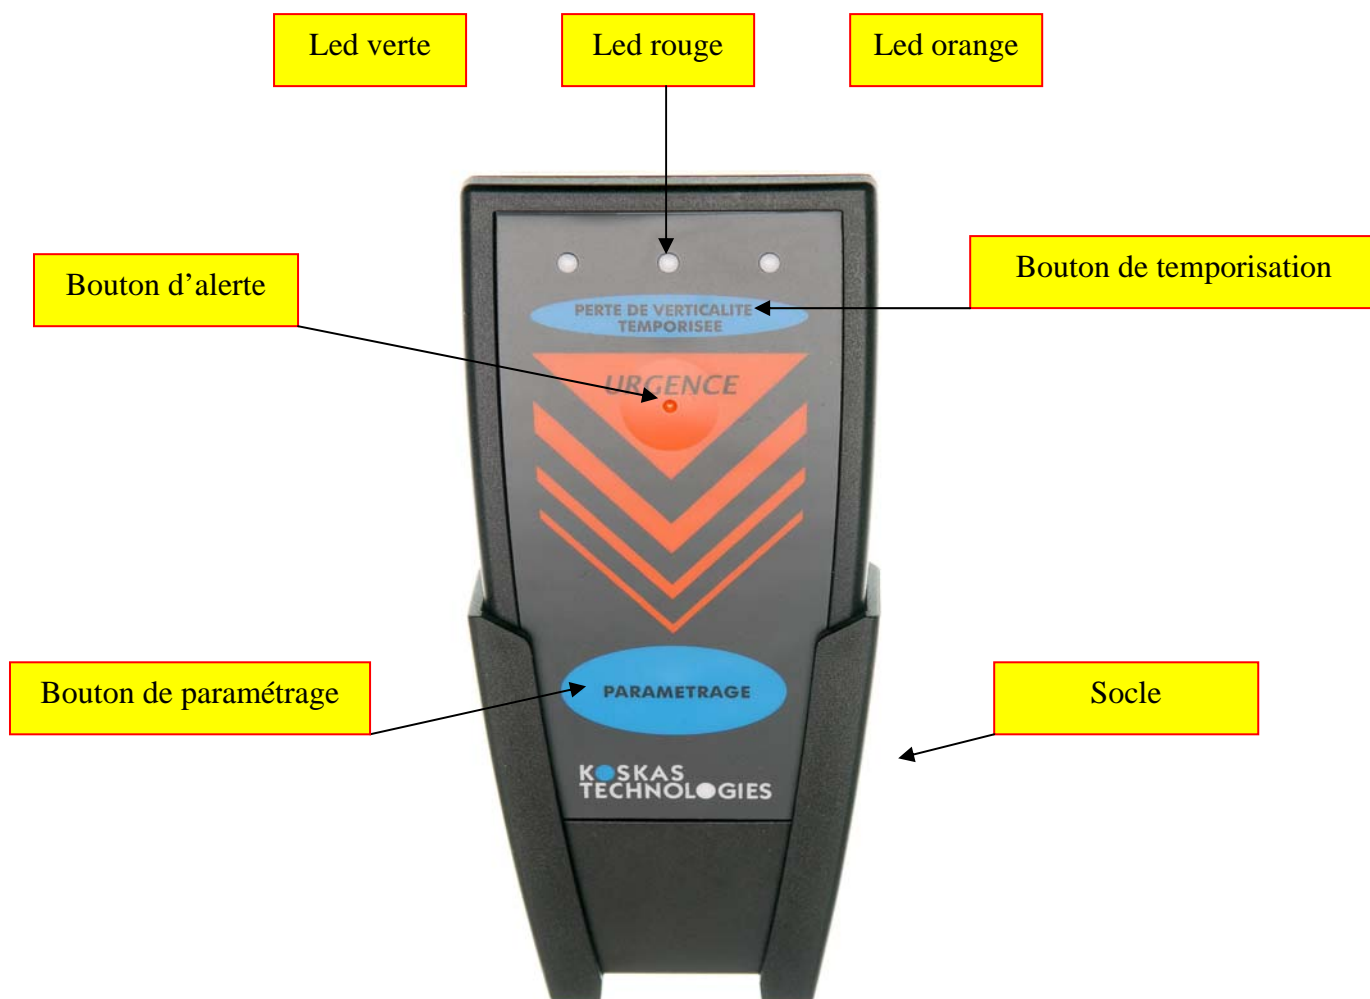 Led verte
Led rouge
Led orange
Bouton d’alerte
Bouton de temporisation
PERTE DE VERTICALITE
TEMPORISEE
URGENCE
Bouton de paramétrage
PARAMETRAGE
Socle
KOSKAS
TECHNOLOGIES